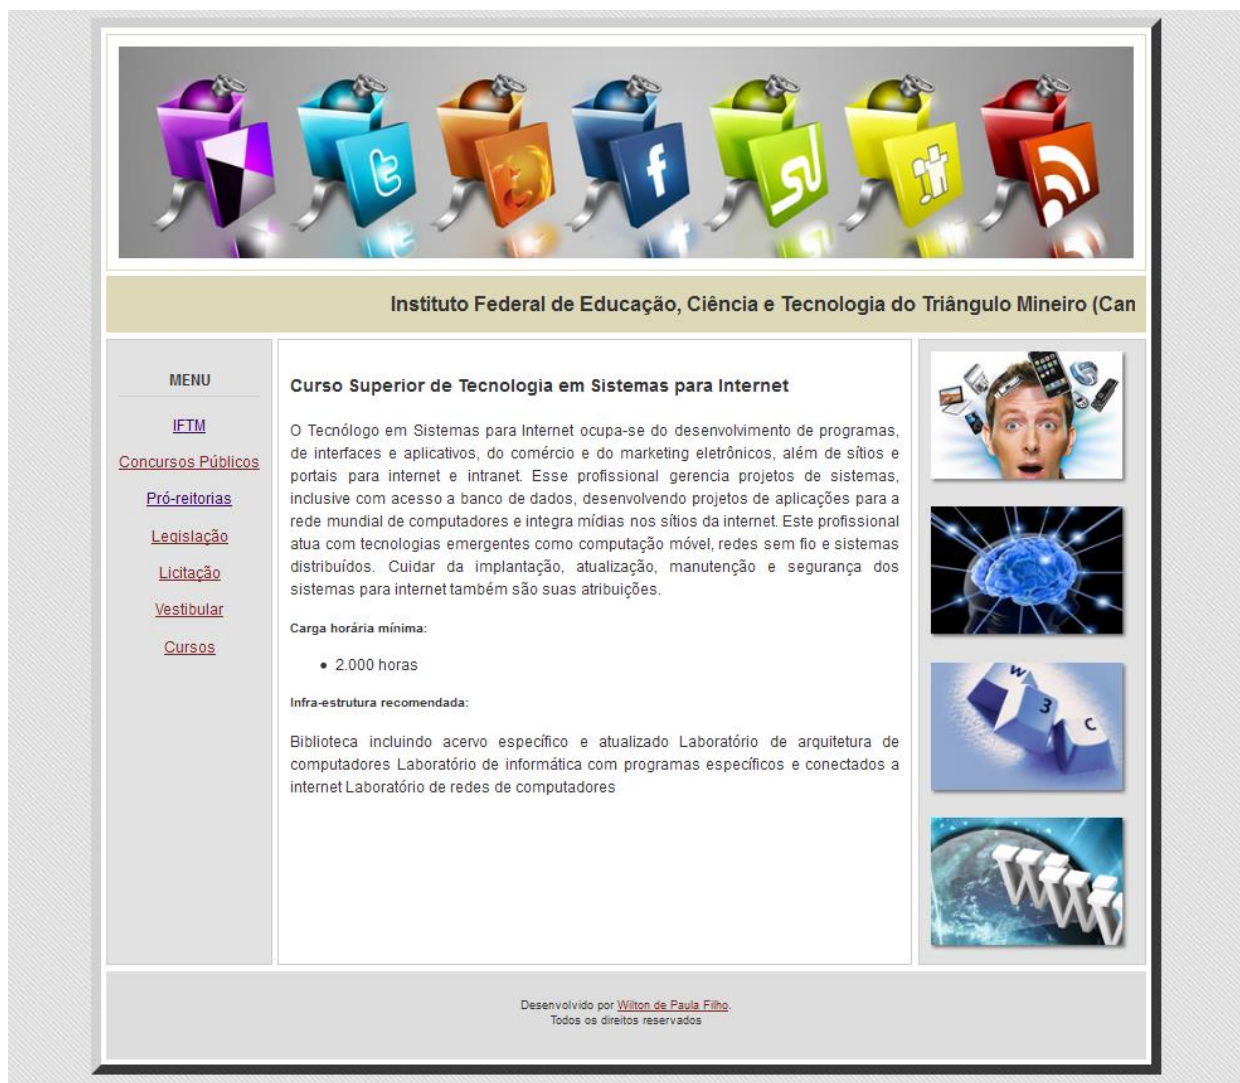 Instituto Federal de Educação, Ciência e Tecnologia do Triângulo Mineiro (Cam
MENU
IFTM
Concursos Públicos
Pró-reitorias
Legislação
Licitação
Vestibular
Cursos
Curso Superior de Tecnologia em Sistemas para Internet
O Tecnólogo em Sistemas para Internet ocupa-se do desenvolvimento de programas,
de interfaces e aplicativos, do comércio e do marketing eletrônicos, além de sítios e
portais para internet e intranet. Esse profissional gerencia projetos de sistemas,
inclusive com acesso a banco de dados, desenvolvendo projetos de aplicações para a
rede mundial de computadores e integra mídias nos sítios da internet. Este profissional
atua com tecnologias emergentes como computação móvel, redes sem fio e sistemas
distribuídos. Cuidar da implantação, atualização, manutenção e segurança dos
sistemas para internet também são suas atribuições.
Carga horária mínima:
• 2.000 horas
Infra-estrutura recomendada:
Biblioteca incluindo acervo específico e atualizado Laboratório de arquitetura de
computadores Laboratório de informática com programas específicos e conectados a
internet Laboratório de redes de computadores
W
3
C
WWW
Desenvolvido por Wilton de Paula Filho.
Todos os direitos reservados